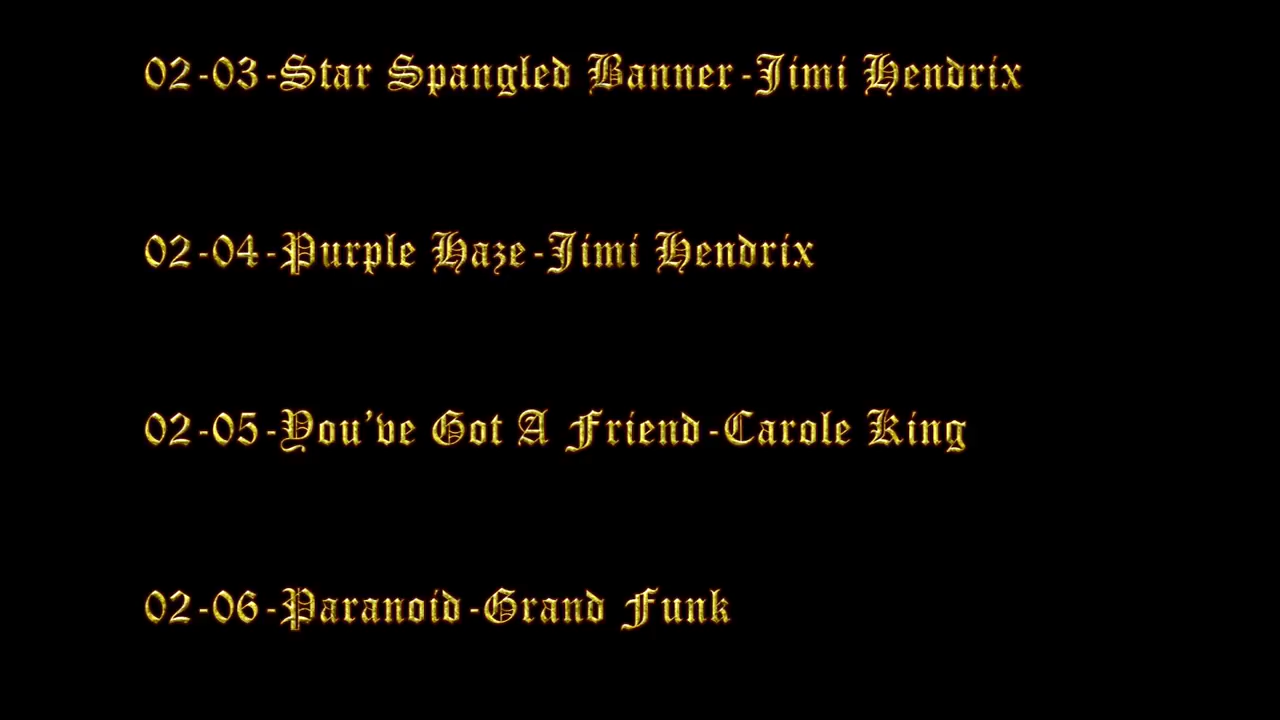 02-03-Star Spangled Banner-Jimi Hendrix
02-04-Purple Haze-Jimi Hendrix
02-05-You've Got A Friend-Carole King
02-06-Paranoid-Grand Funk